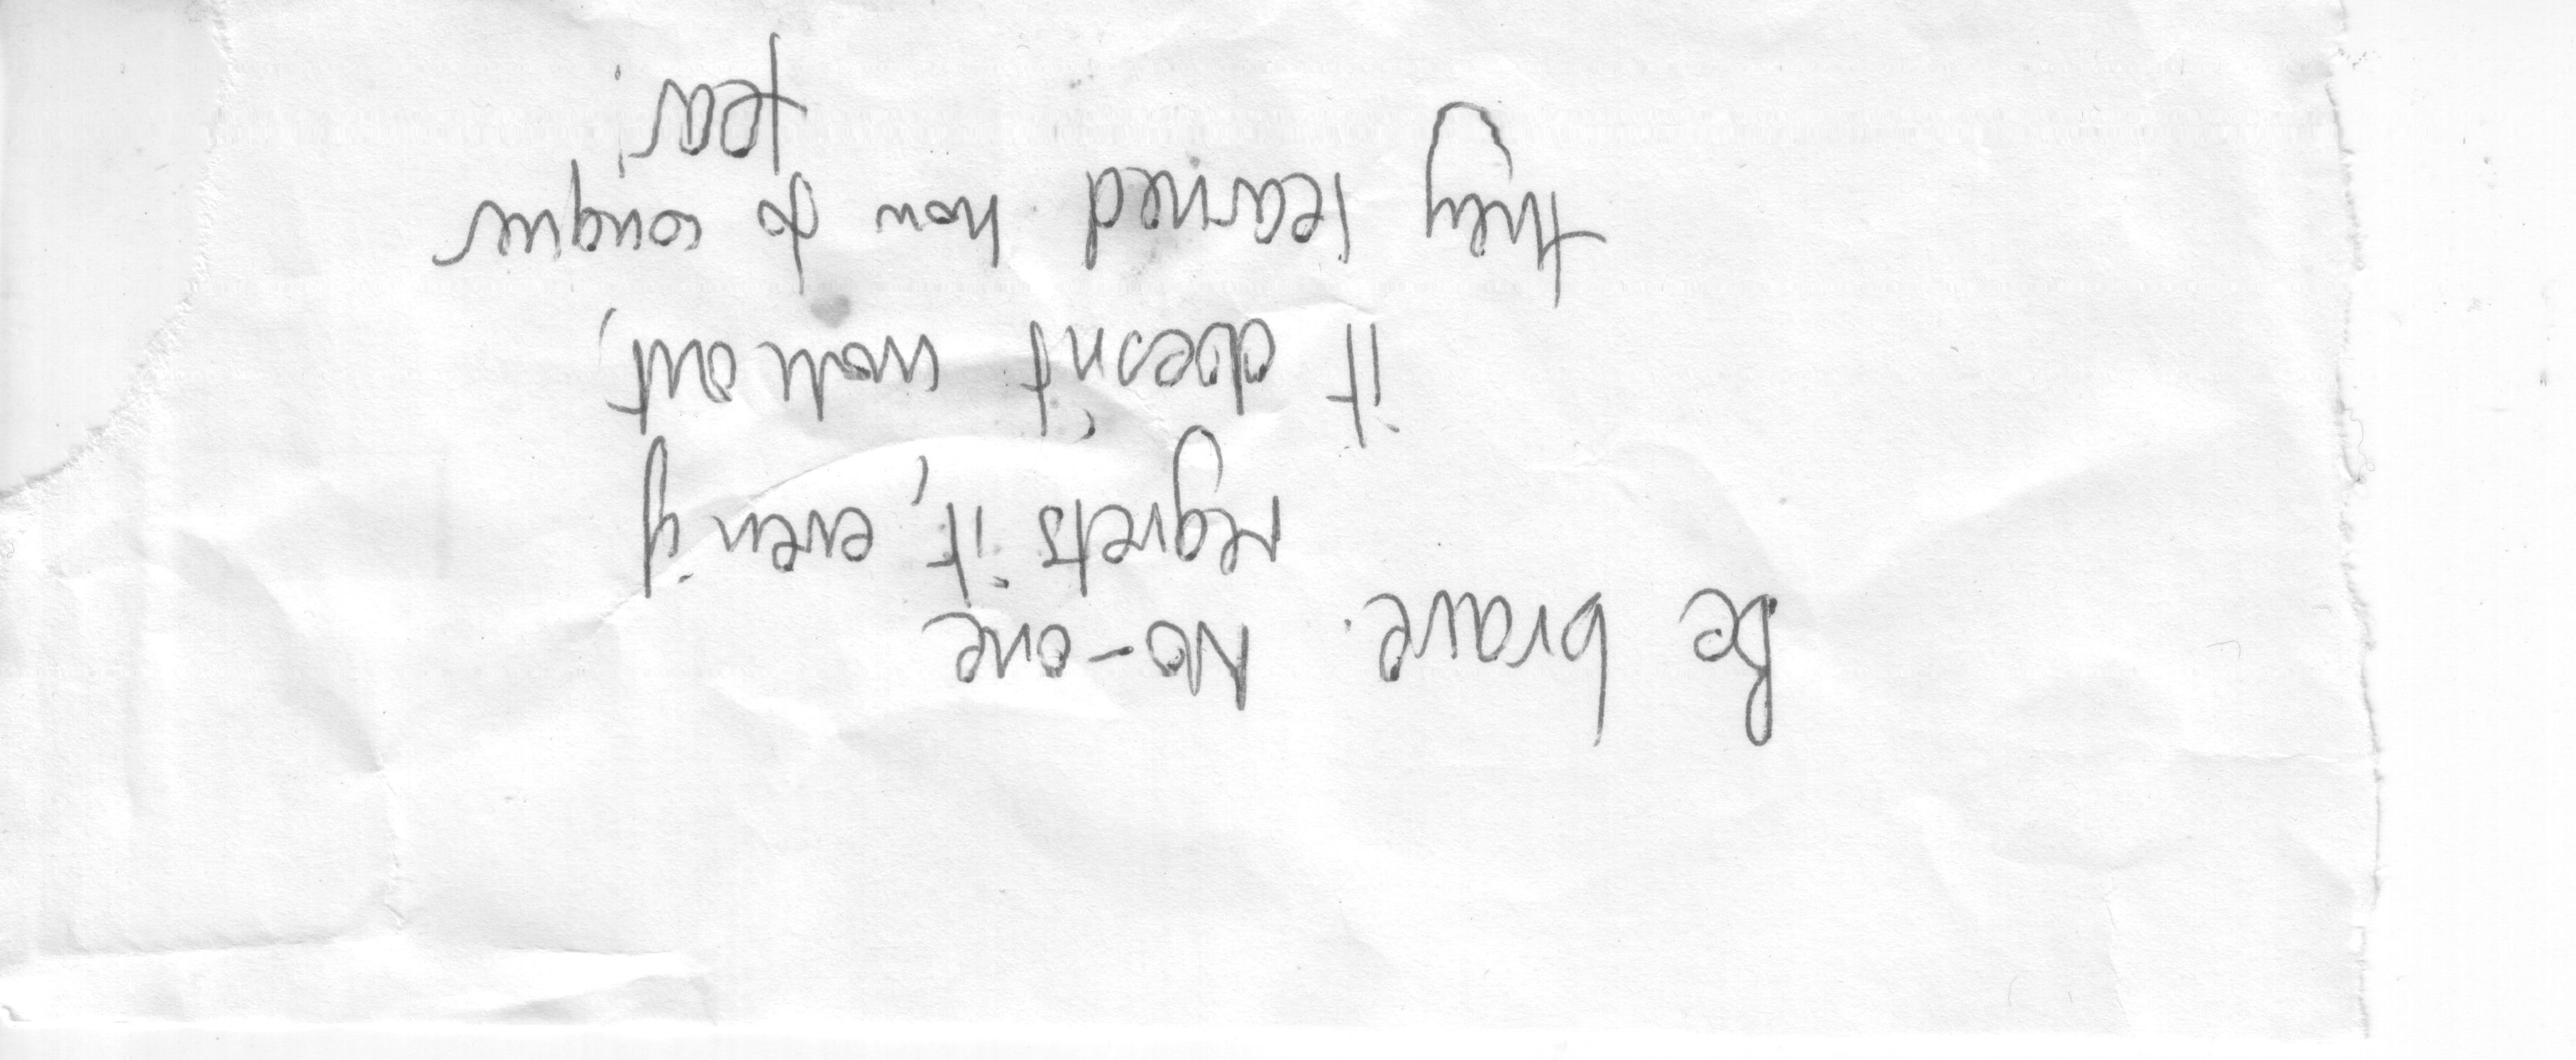 Be brave. No-one
regrets it, even if
it doesn't work out,
they learned how to conquer
fear.